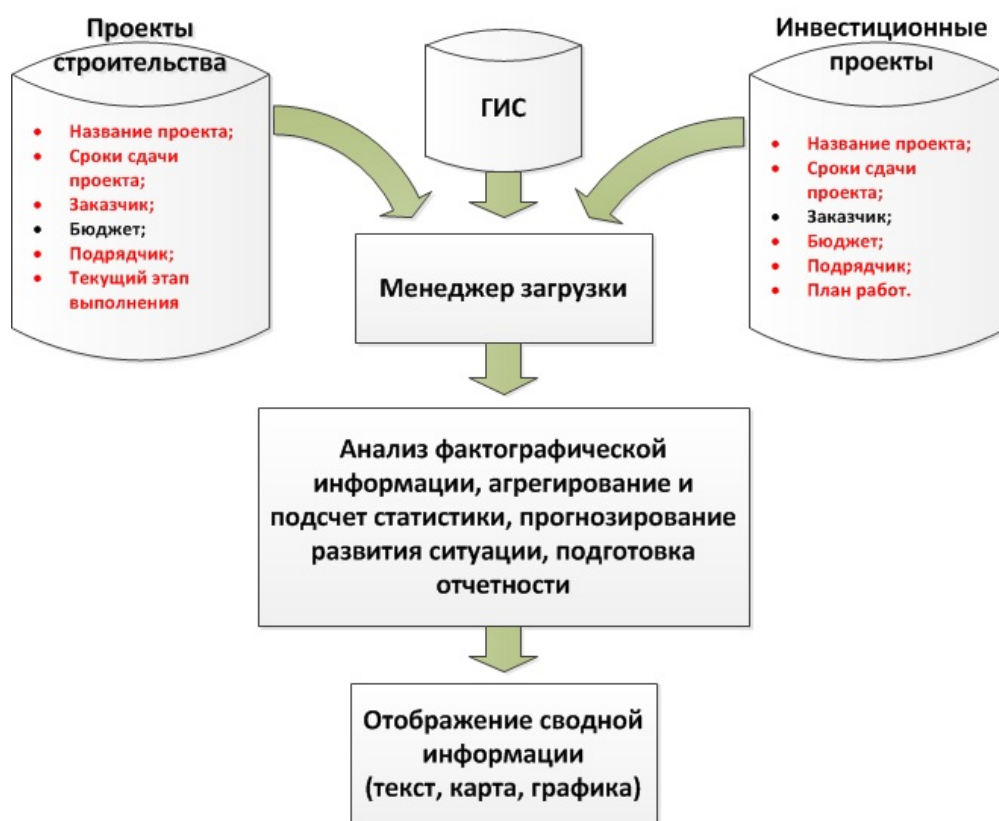 Проекты
строительства
• Название проекта;
• Сроки сдачи
проекта;
• Заказчик;
• Бюджет;
• Подрядчик;
• Текущий этап
выполнения
ГИС
Инвестиционные
проекты
• Название проекта;
• Сроки сдачи
проекта;
• Заказчик;
• Бюджет;
• Подрядчик;
• План работ.
Менеджер загрузки
Анализ фактографической
информации, агрегирование и
подсчет статистики, прогнозирование
развития ситуации, подготовка
отчетности
Отображение сводной
информации
(текст, карта, графика)